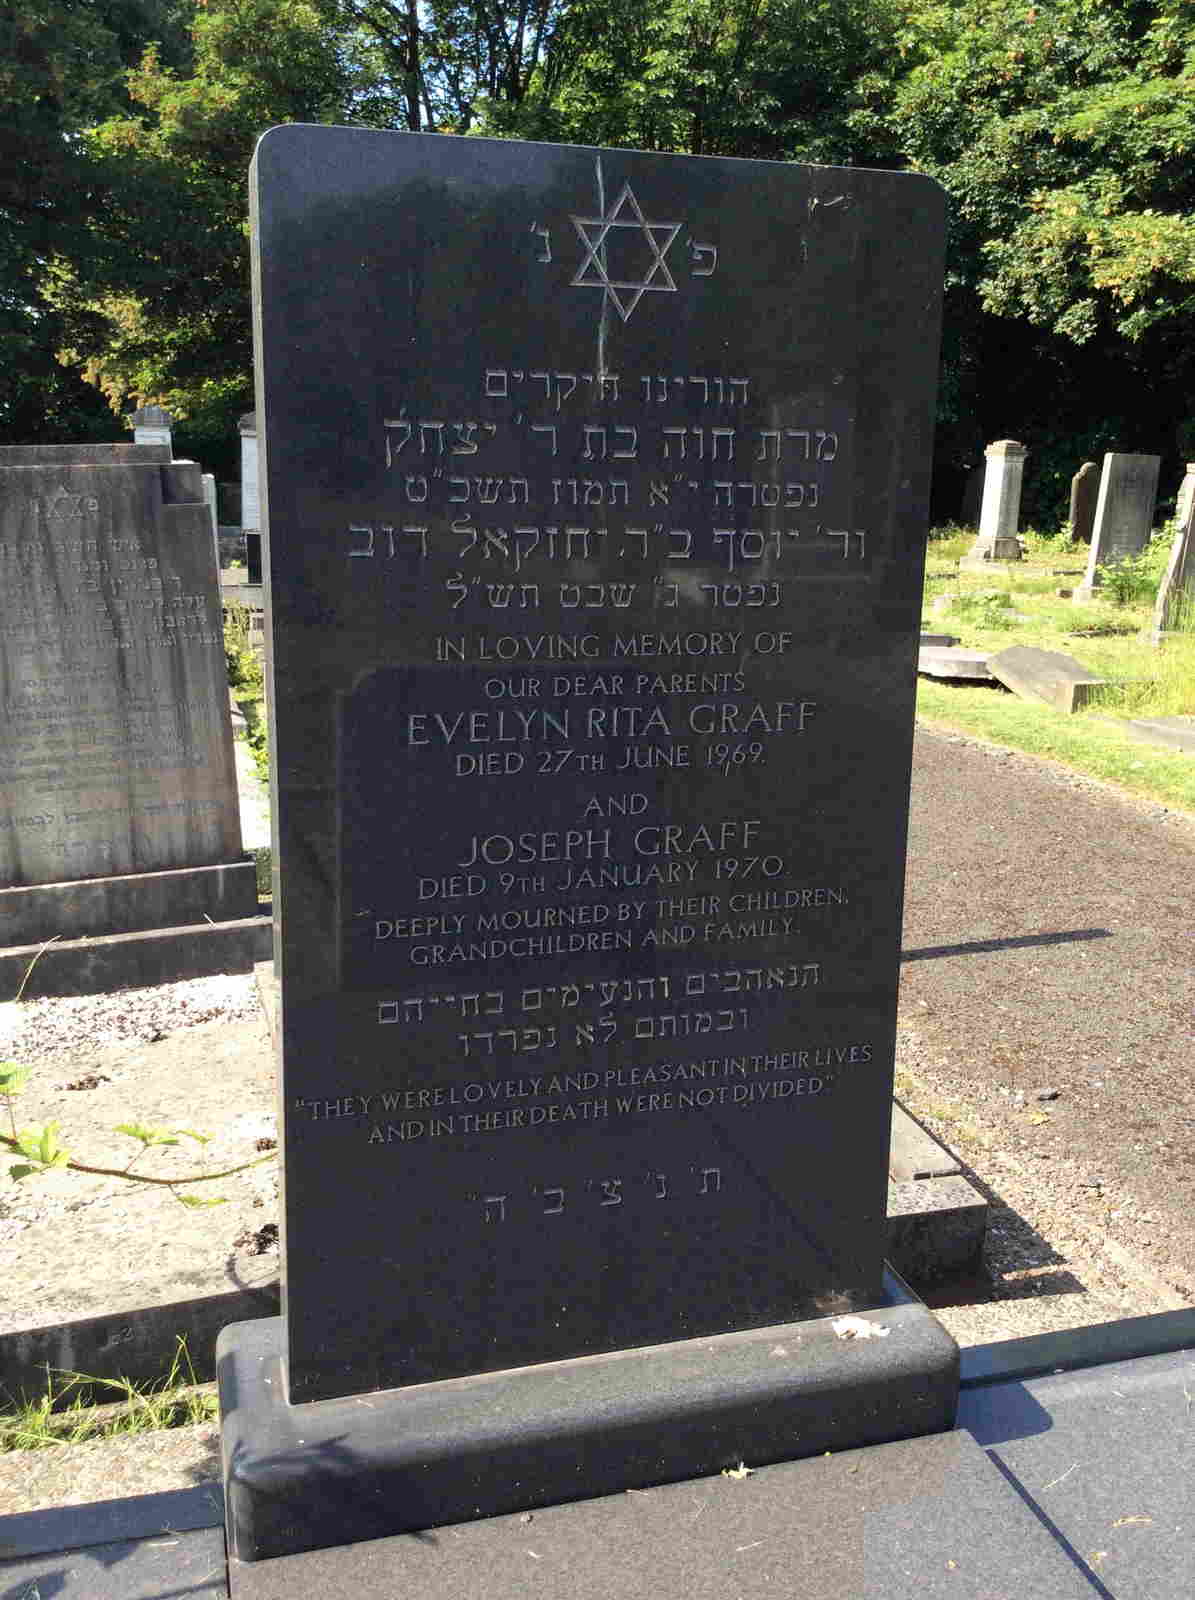 פ' נ'
הורינו היקרים
מרת חוה בת ר' יצחק
נפטרה י"א תמוז תשכ"ט
ור' יוסף ב"ר יחזקאל דוב
נפטר ג' שבט תש"ל
IN LOVING MEMORY OF
OUR DEAR PARENTS
EVELYN RITA GRAFF
DIED 27TH JUNE 1969.
AND
JOSEPH GRAFF
DIED 9TH JANUARY 1970.
DEEPLY MOURNED BY THEIR CHILDREN,
GRANDCHILDREN AND FAMILY.
הנאהבים והנעימים בחייהם
ובמותם לא נפרדו
"THEY WERE LOVELY AND PLEASANT IN THEIR LIVES
AND IN THEIR DEATH WERE NOT DIVIDED"
ת' נ' צ' ב' ה'